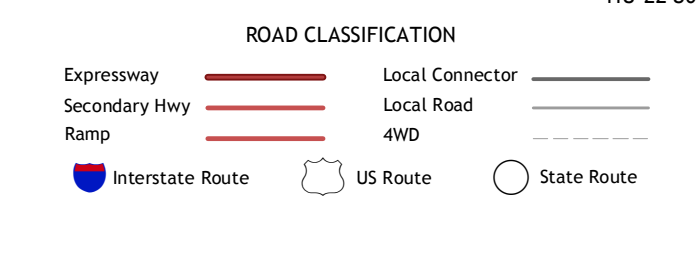 ROAD CLASSIFICATION
Expressway
Local Connector
Secondary Hwy
Local Road
Ramp
4WD
Interstate Route
US Route
State Route